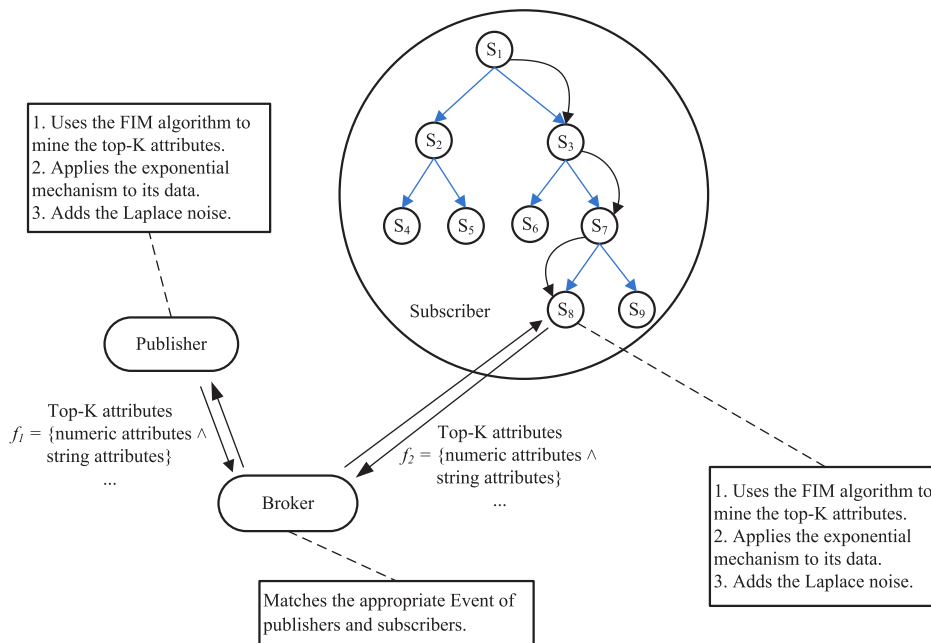 S₁
S₂
S₃
S₄
S₅
S₆
S₇
S₈
S₉
Subscriber
1. Uses the FIM algorithm to
mine the top-K attributes.
2. Applies the exponential
mechanism to its data.
3. Adds the Laplace noise.
Publisher
Top-K attributes
f₁ = {numeric attributes ∧
string attributes}
...
Top-K attributes
f₂ = {numeric attributes ∧
string attributes}
...
Broker
1. Uses the FIM algorithm to
mine the top-K attributes.
2. Applies the exponential
mechanism to its data.
3. Adds the Laplace noise.
Matches the appropriate Event of
publishers and subscribers.